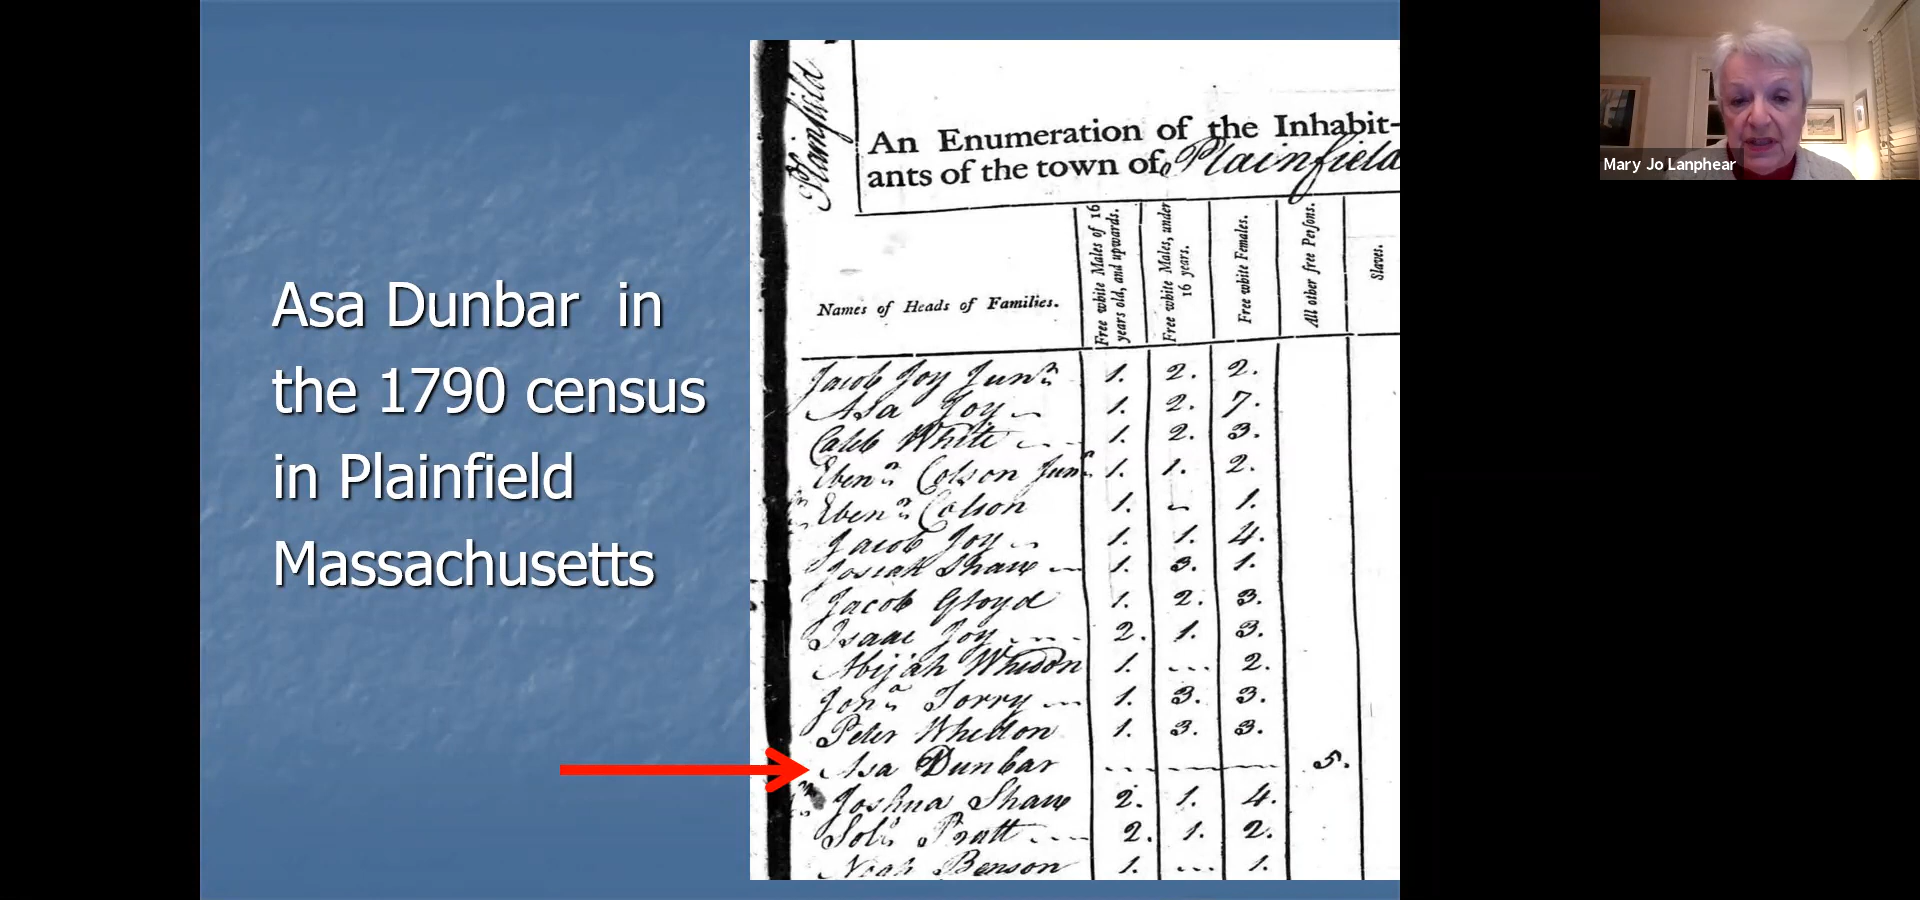 Asa Dunbar in
the 1790 census
in Plainfield
Massachusetts
Plainfield
An Enumeration of the Inhabit-
ants of the town of Plainfield
Names of Heads of Families.
Free white Males of 16
years old, and upwards.
Free white Males, under
16 years.
Free white Females.
All other free Perſons.
Slaves.
Jacob Joy Junr 1. 2. 2.
Asa Joy 1. 2. 7.
Caleb White 1. 2. 3.
Ebenr Colson Junr 1. 1. 2.
Ebenr Colson 1. 1.
Jacob Joy 1. 1. 4.
Josiah Shaw 1. 3. 1.
Jacob Gloyd 1. 2. 3.
Isaac Joy 2. 1. 3.
Abijah Whidon 1. --- 2.
Jona Torry 1. 3. 3.
Peter Whedon 1. 3. 3.
Asa Dunbar 5.
Joshua Shaw 2. 1. 4.
Soln Pratt 2. 1. 2.
Noah Benson 1. --- 1.
Mary Jo Lanphear